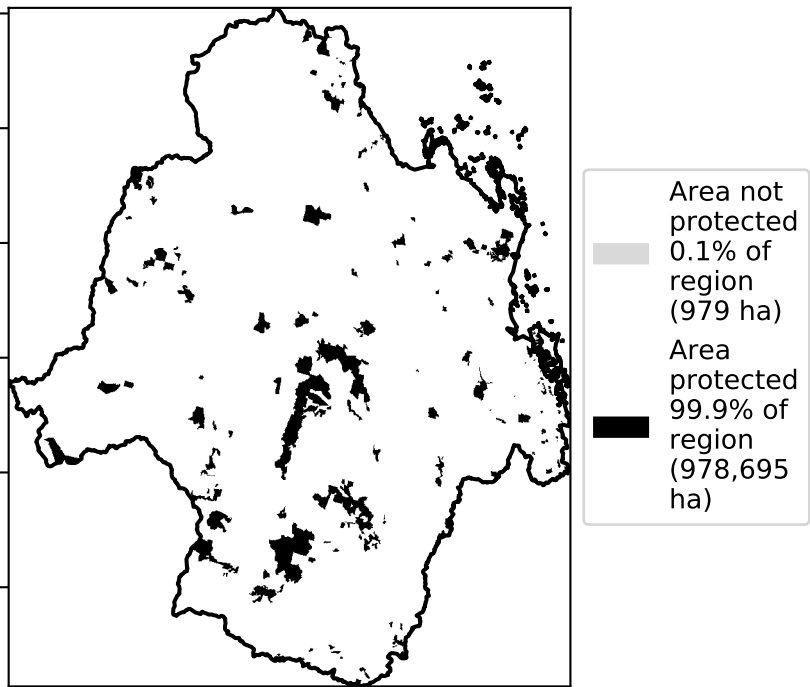 Area not
protected
0.1% of
region
(979 ha)
Area
protected
99.9% of
region
(978,695
ha)